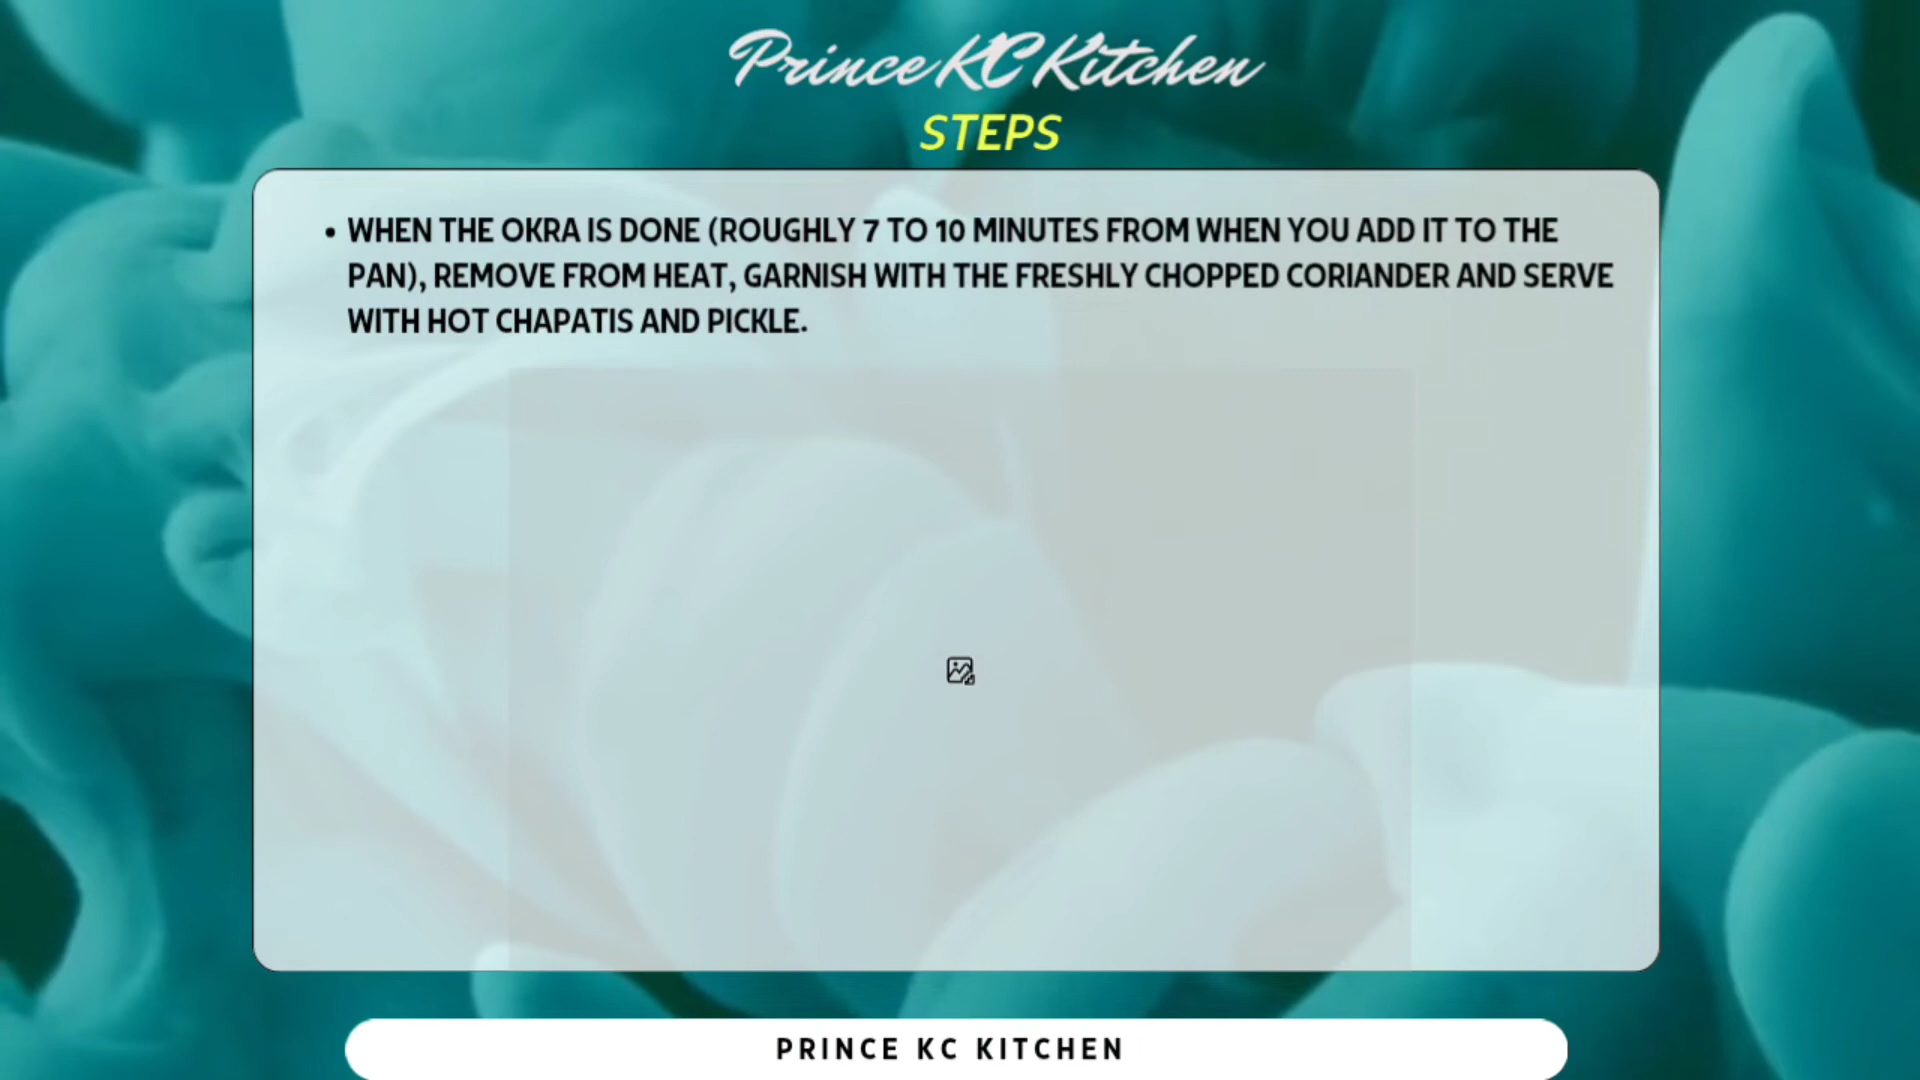 Prince KC Kitchen
STEPS
• WHEN THE OKRA IS DONE (ROUGHLY 7 TO 10 MINUTES FROM WHEN YOU ADD IT TO THE
PAN), REMOVE FROM HEAT, GARNISH WITH THE FRESHLY CHOPPED CORIANDER AND SERVE
WITH HOT CHAPATIS AND PICKLE.
PRINCE KC KITCHEN